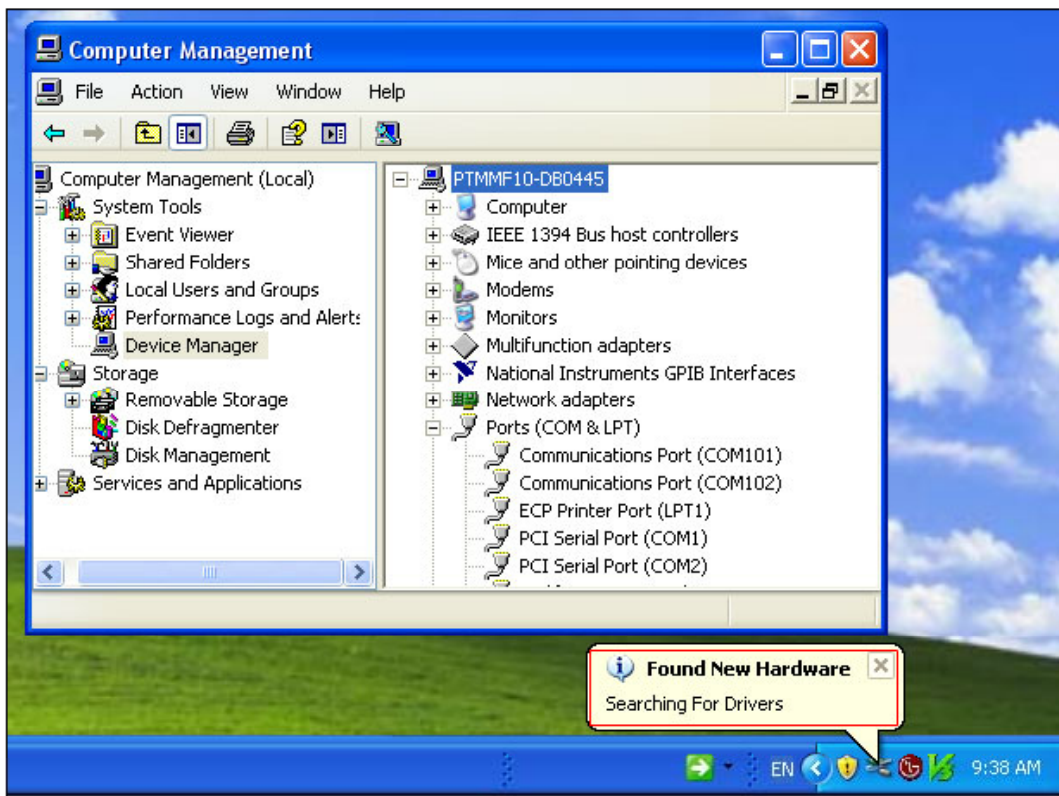 Computer Management
File Action View Window Help
Computer Management (Local)
System Tools
Event Viewer
Shared Folders
Local Users and Groups
Performance Logs and Alert:
Device Manager
Storage
Removable Storage
Disk Defragmenter
Disk Management
Services and Applications
PTMMF10-DB0445
Computer
IEEE 1394 Bus host controllers
Mice and other pointing devices
Modems
Monitors
Multifunction adapters
National Instruments GPIB Interfaces
Network adapters
Ports (COM & LPT)
Communications Port (COM101)
Communications Port (COM102)
ECP Printer Port (LPT1)
PCI Serial Port (COM1)
PCI Serial Port (COM2)
Found New Hardware
Searching For Drivers
EN 9:38 AM